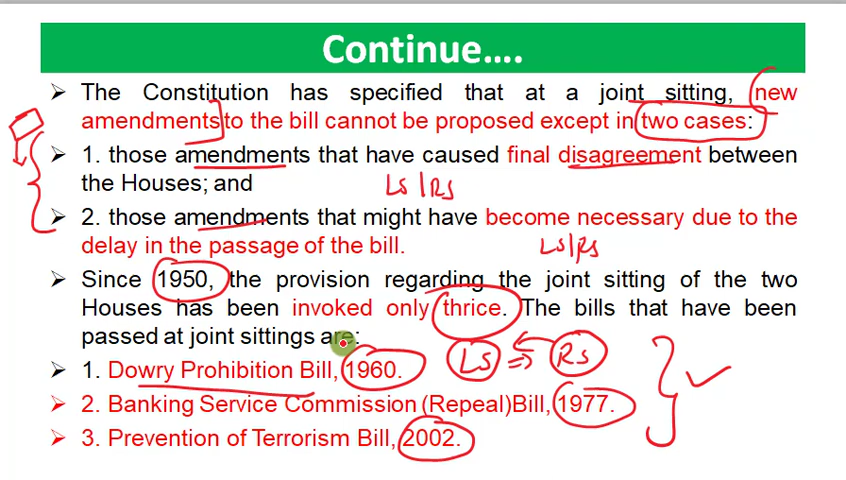 Continue....
➢ The Constitution has specified that at a joint sitting, new
amendments to the bill cannot be proposed except in two cases:
➢ 1. those amendments that have caused final disagreement between
the Houses; and
LS|RS
➢ 2. those amendments that might have become necessary due to the
delay in the passage of the bill.
LS|RS
➢ Since 1950, the provision regarding the joint sitting of the two
Houses has been invoked only thrice. The bills that have been
passed at joint sittings are:
LS ⇒ RS
➢ 1. Dowry Prohibition Bill, 1960.
➢ 2. Banking Service Commission (Repeal)Bill, 1977.
➢ 3. Prevention of Terrorism Bill, 2002.